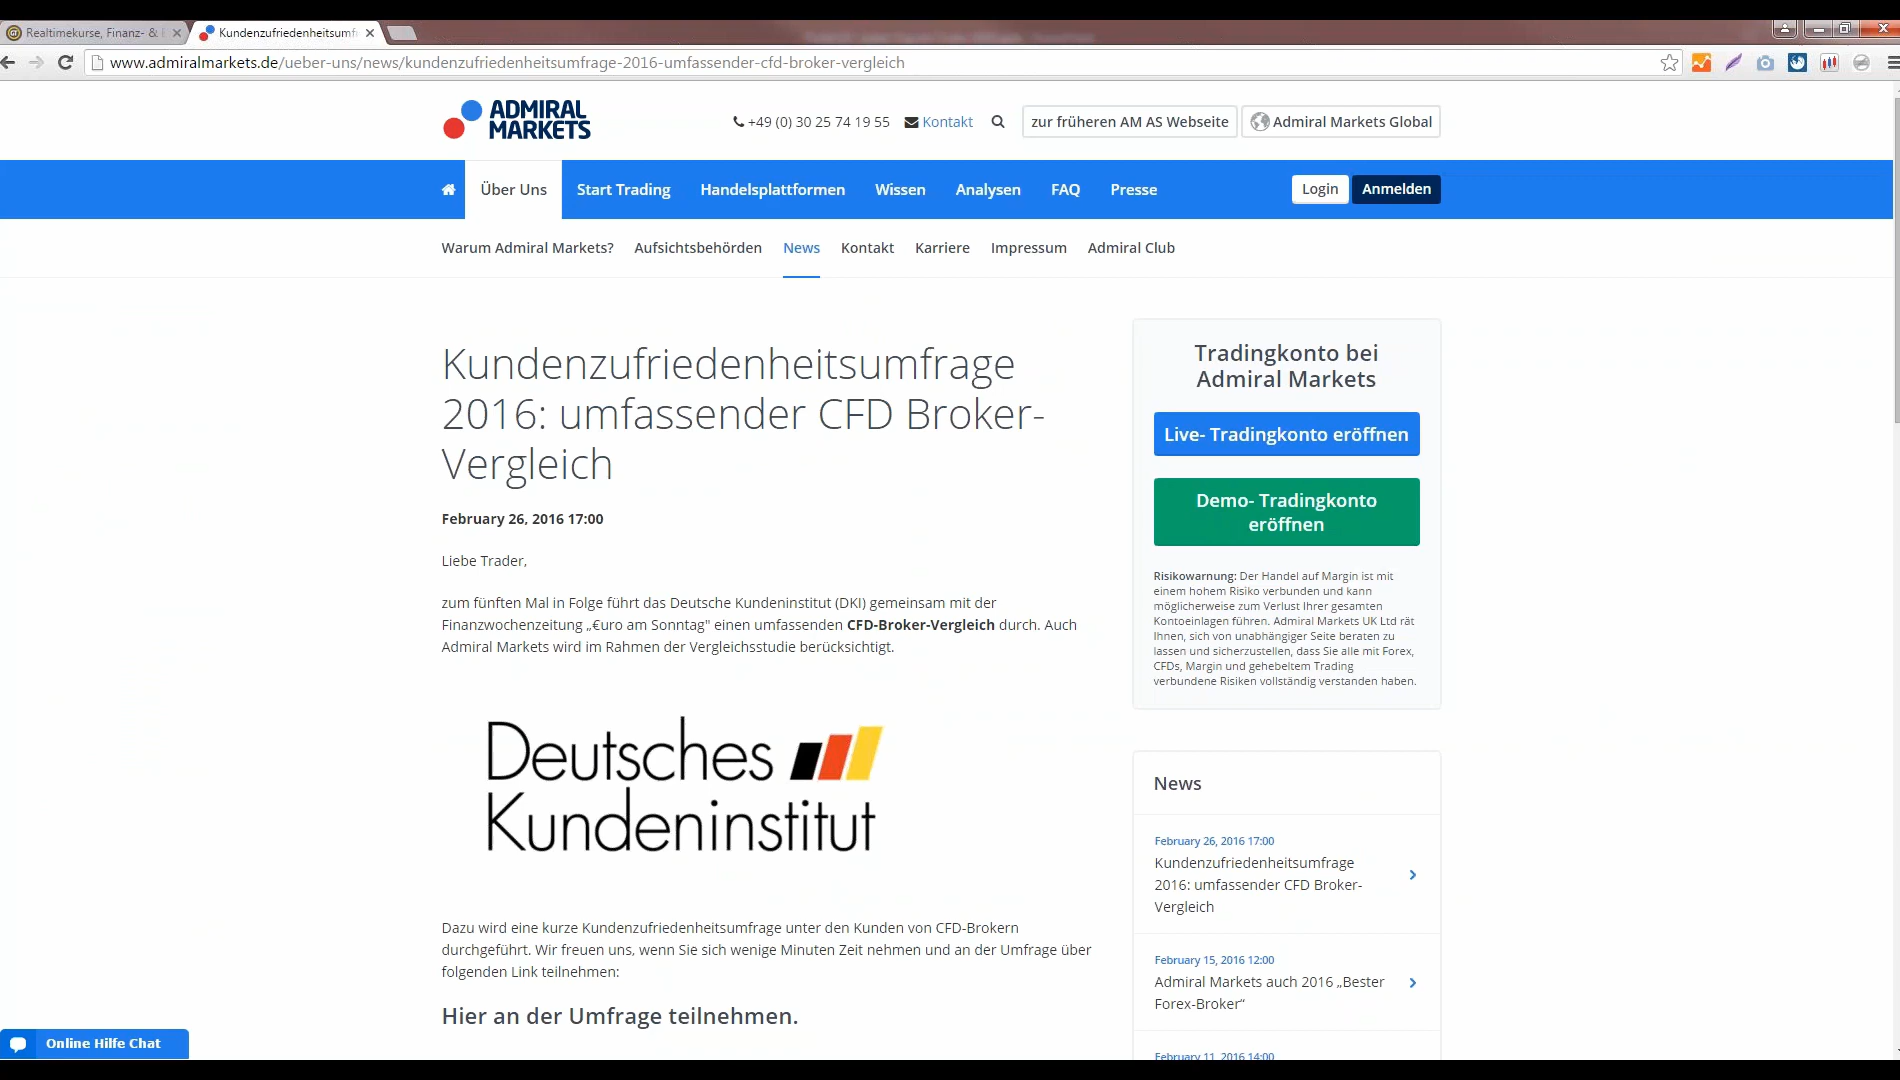 Realtimekurse, Finanz- &
Kundenzufriedenheitsumf
www.admiralmarkets.de/ueber-uns/news/kundenzufriedenheitsumfrage-2016-umfassender-cfd-broker-vergleich
ADMIRAL
MARKETS
+49 (0) 30 25 74 19 55
Kontakt
zur früheren AM AS Webseite
Admiral Markets Global
Über Uns
Start Trading
Handelsplattformen
Wissen
Analysen
FAQ
Presse
Login
Anmelden
Warum Admiral Markets?
Aufsichtsbehörden
News
Kontakt
Karriere
Impressum
Admiral Club
Kundenzufriedenheitsumfrage
2016: umfassender CFD Broker-
Vergleich
February 26, 2016 17:00
Liebe Trader,
zum fünften Mal in Folge führt das Deutsche Kundeninstitut (DKI) gemeinsam mit der
Finanzwochenzeitung „€uro am Sonntag" einen umfassenden CFD-Broker-Vergleich durch. Auch
Admiral Markets wird im Rahmen der Vergleichsstudie berücksichtigt.
Deutsches
Kundeninstitut
Dazu wird eine kurze Kundenzufriedenheitsumfrage unter den Kunden von CFD-Brokern
durchgeführt. Wir freuen uns, wenn Sie sich wenige Minuten Zeit nehmen und an der Umfrage über
folgenden Link teilnehmen:
Hier an der Umfrage teilnehmen.
Tradingkonto bei
Admiral Markets
Live- Tradingkonto eröffnen
Demo- Tradingkonto
eröffnen
Risikowarnung: Der Handel auf Margin ist mit
einem hohem Risiko verbunden und kann
möglicherweise zum Verlust Ihrer gesamten
Kontoeinlagen führen. Admiral Markets UK Ltd rät
Ihnen, sich von unabhängiger Seite beraten zu
lassen und sicherzustellen, dass Sie alle mit Forex,
CFDs, Margin und gehebeltem Trading
verbundene Risiken vollständig verstanden haben.
News
February 26, 2016 17:00
Kundenzufriedenheitsumfrage
2016: umfassender CFD Broker-
Vergleich
February 15, 2016 12:00
Admiral Markets auch 2016 „Bester
Forex-Broker“
February 11, 2016 14:00
Online Hilfe Chat